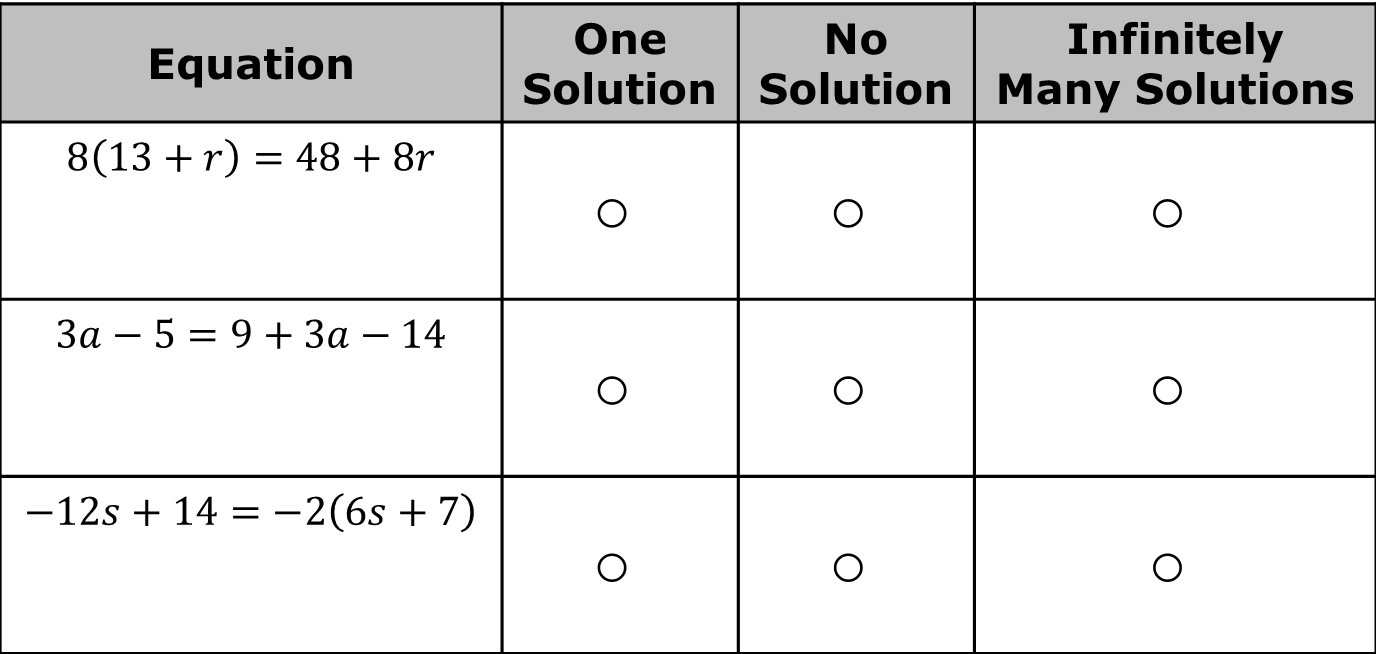 Equation
One
Solution
No
Solution
Infinitely
Many Solutions
8(13 + r) = 48 + 8r
3a − 5 = 9 + 3a − 14
−12s + 14 = −2(6s + 7)